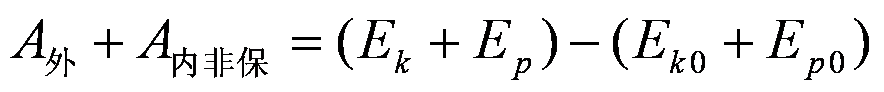 A外 + A内非保 = (Ek + Ep) − (Ek0 + Ep0)